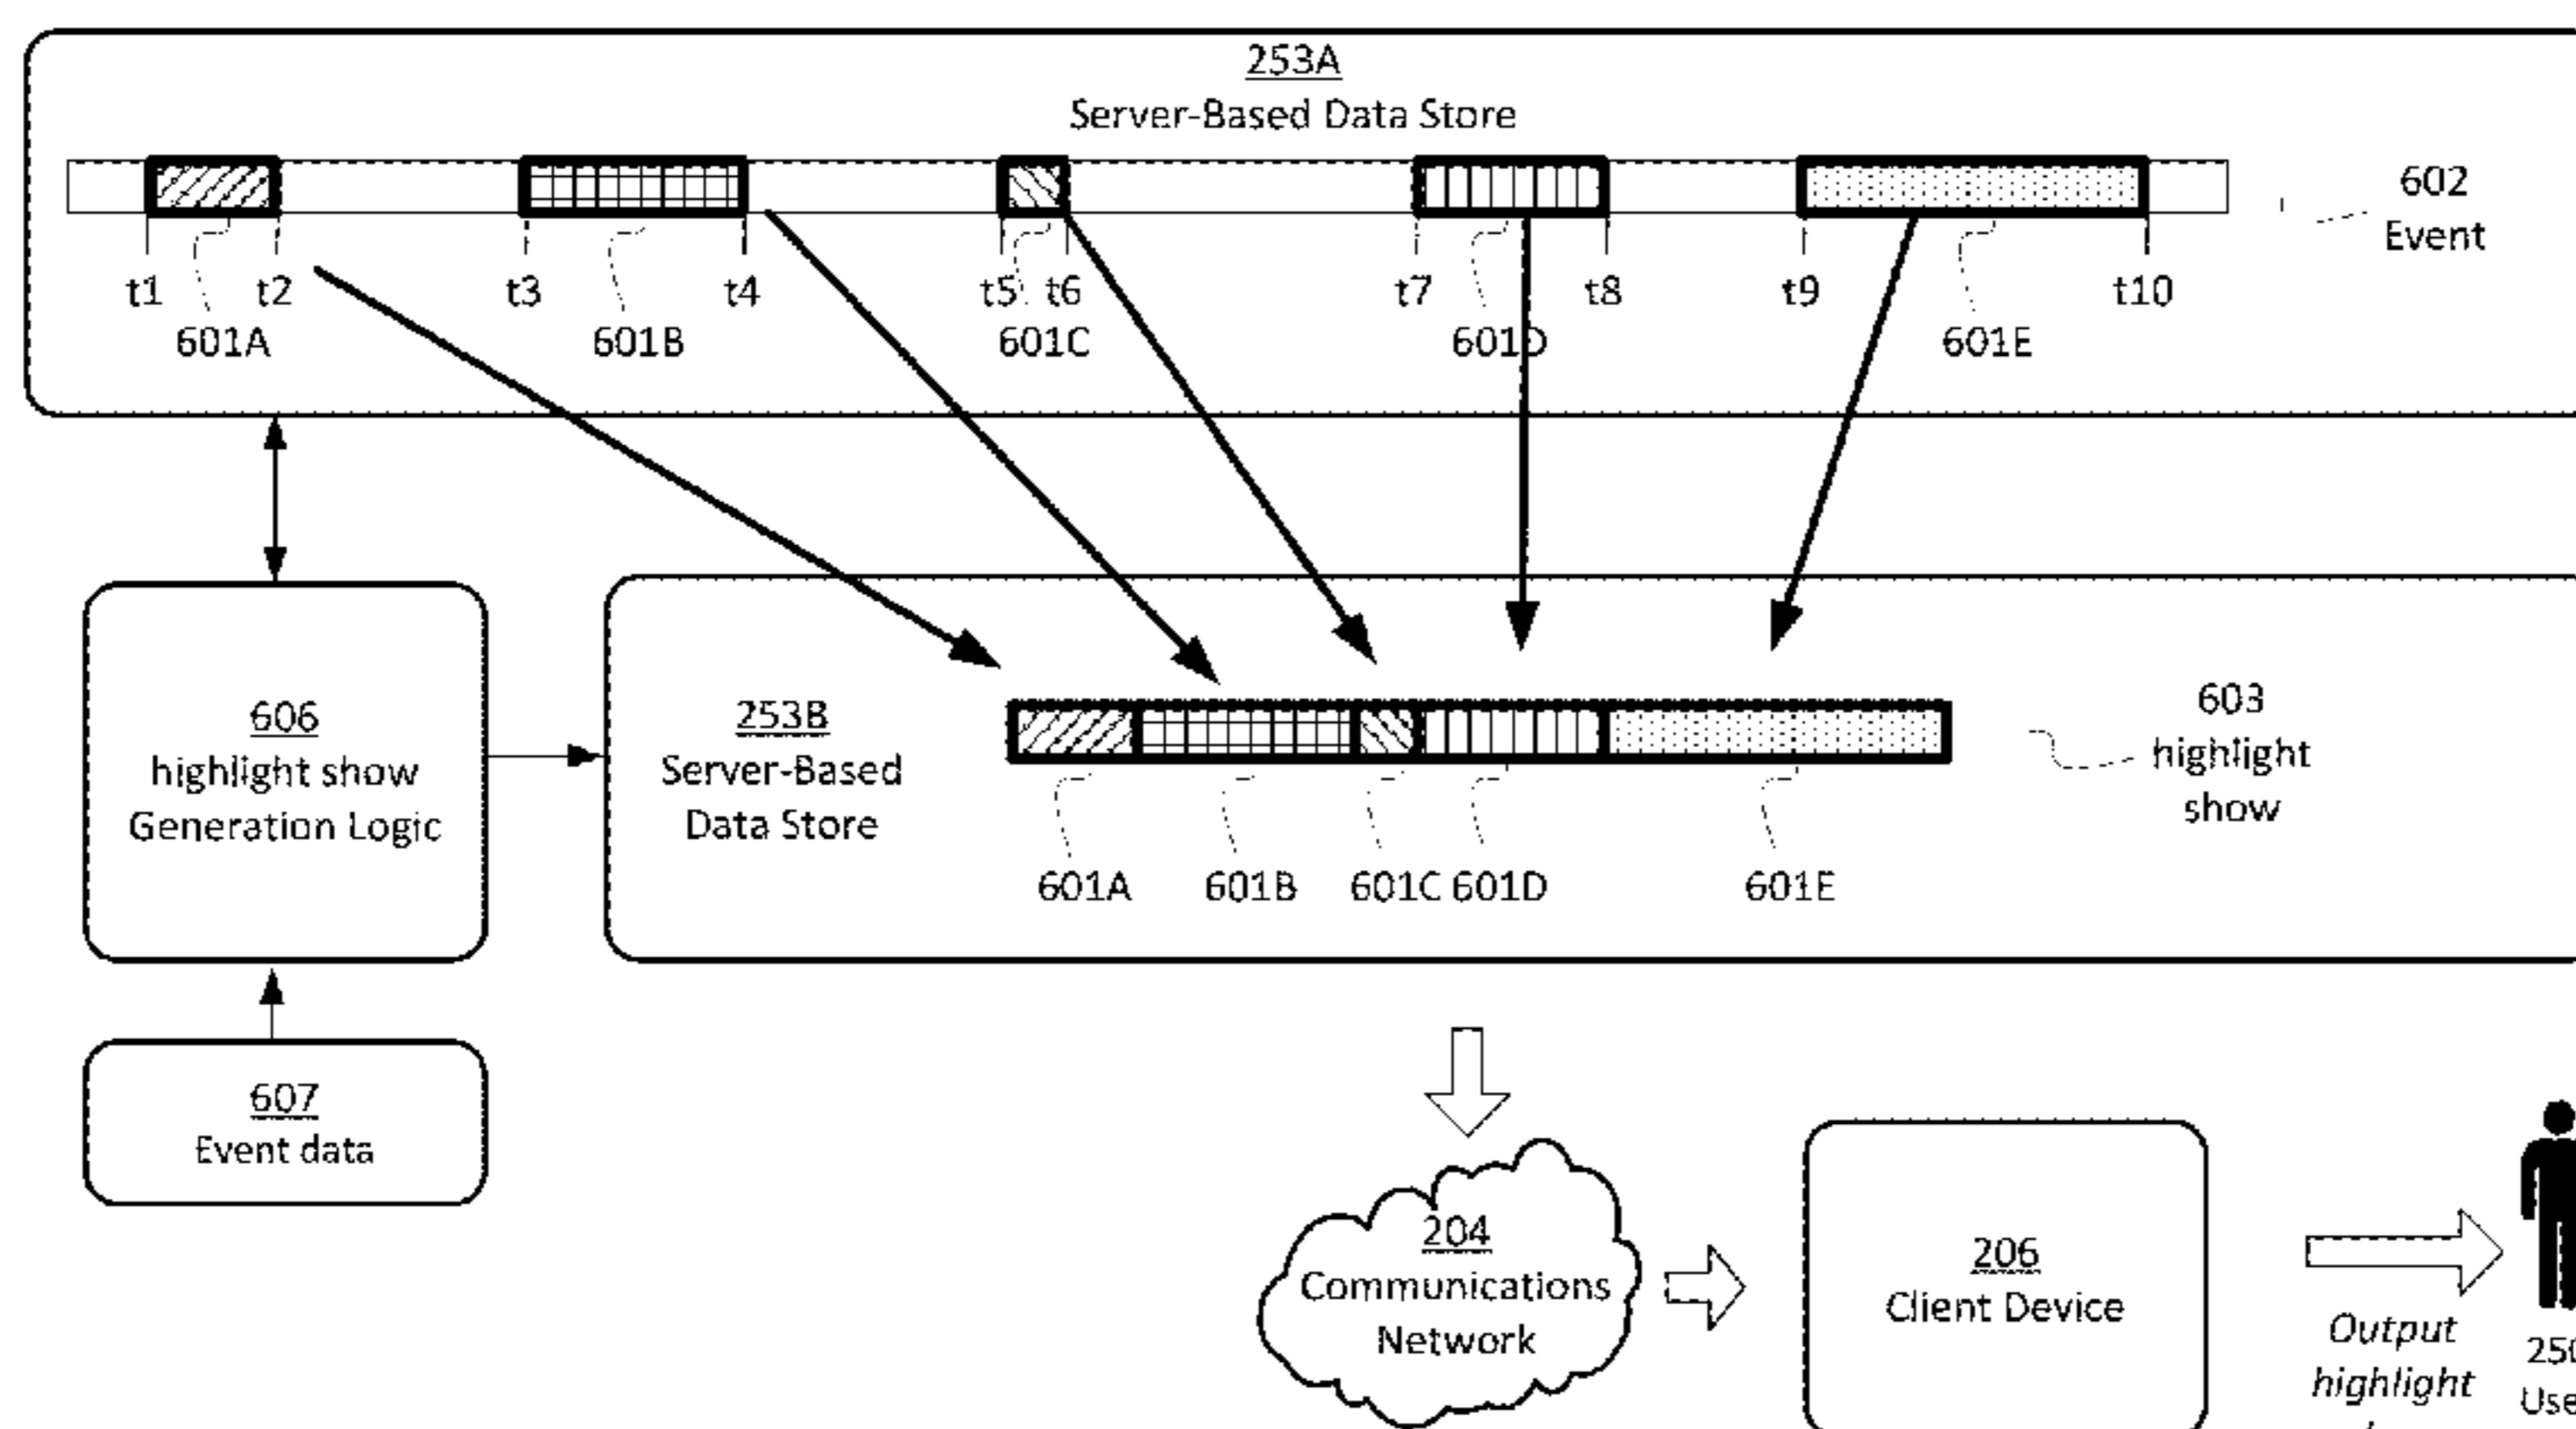 253A
Server-Based Data Store
602
Event
t1 t2 t3 t4 t5 t6 t7 t8 t9 t10
601A 601B 601C 601D 601E
606
highlight show
Generation Logic
253B
Server-Based
Data Store
603
highlight
show
601A 601B 601C 601D 601E
607
Event data
204
Communications
Network
206
Client Device
Output
highlight